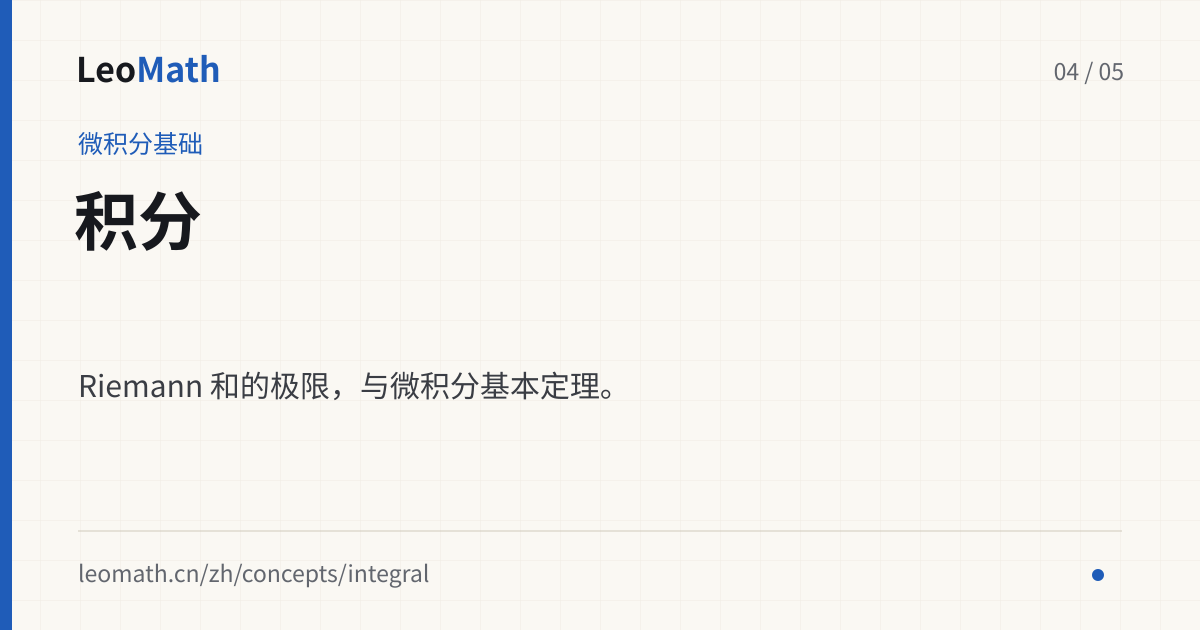 LeoMath
04 / 05
微积分基础
积分
Riemann 和的极限，与微积分基本定理。
leomath.cn/zh/concepts/integral